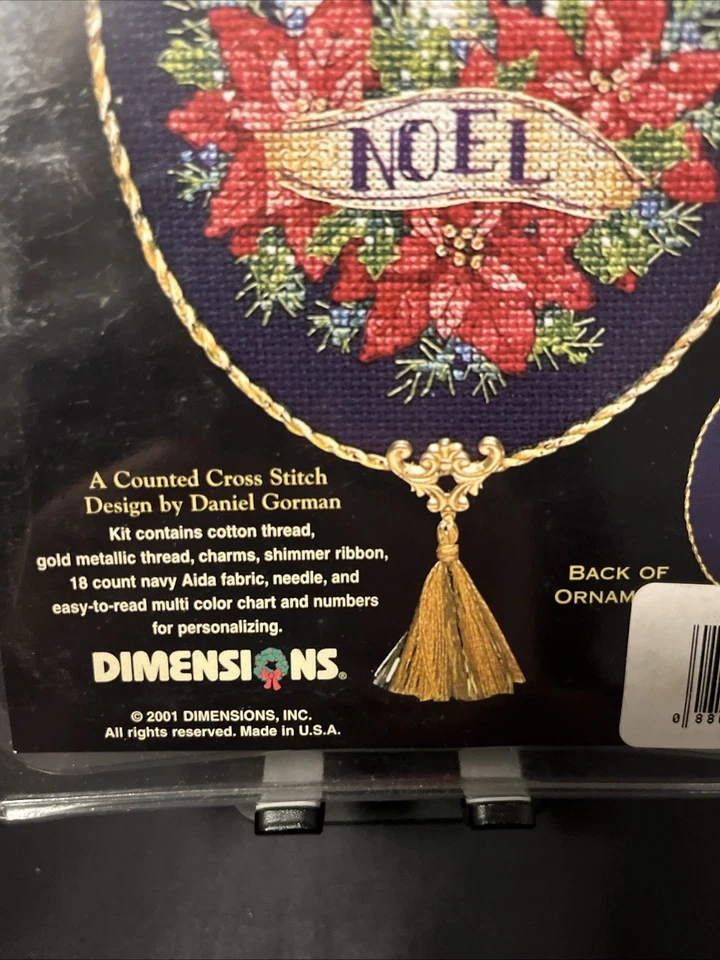 NOEL
A Counted Cross Stitch
Design by Daniel Gorman
Kit contains cotton thread,
gold metallic thread, charms, shimmer ribbon,
18 count navy Aida fabric, needle, and
easy-to-read multi color chart and numbers
for personalizing.
DIMENSIONS®
© 2001 DIMENSIONS, INC.
All rights reserved. Made in U.S.A.
BACK OF
0 88